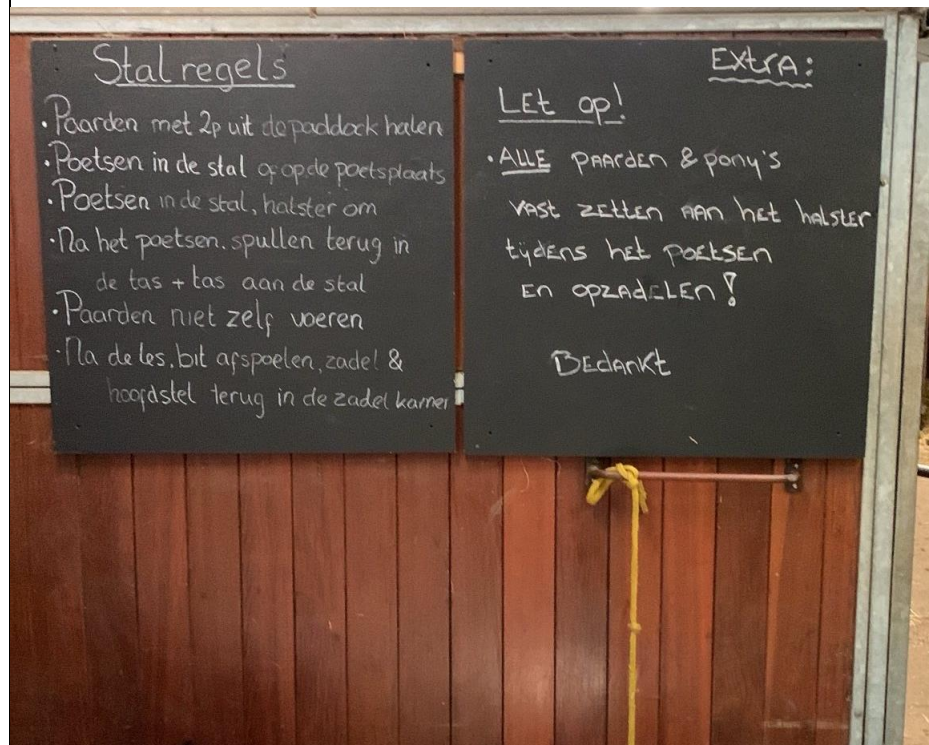 Stal regels
• Paarden met 2p uit de paddock halen
• Poetsen in de stal of op de poetsplaats
• Poetsen in de stal, halster om
• Na het poetsen. spullen terug in
de tas + tas aan de stal
• Paarden niet zelf voeren
• Na de les, bit afspoelen, zadel &
hoofdstel terug in de zadel kamer
Extra:
Let op!
• ALLE paarden & pony's
vast zetten aan het halster
tijdens het poetsen
en opzadelen!
Bedankt